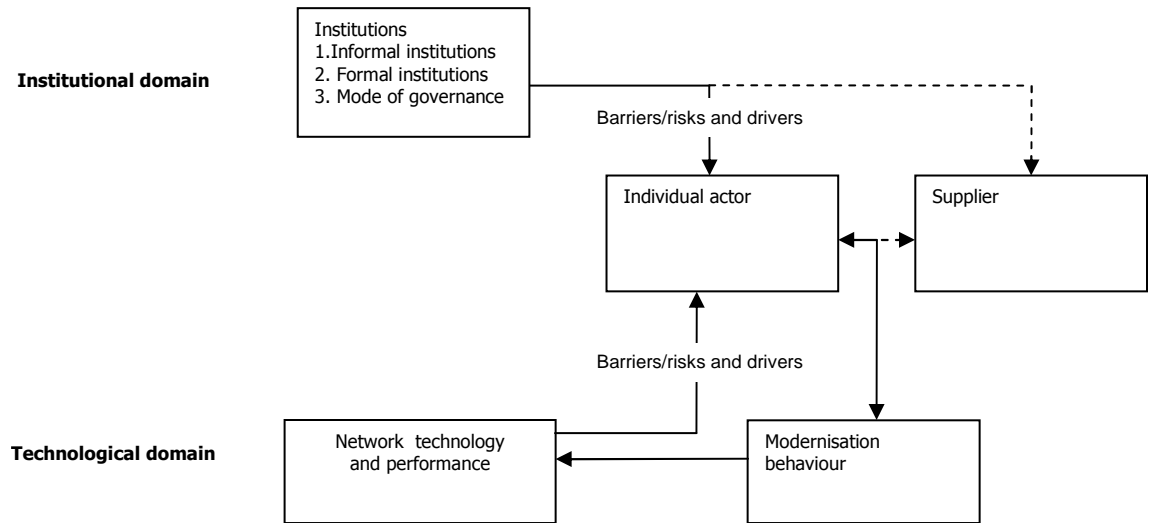 Institutions
1.Informal institutions
2. Formal institutions
3. Mode of governance
Institutional domain
Barriers/risks and drivers
Individual actor
Supplier
Barriers/risks and drivers
Technological domain
Network technology
and performance
Modernisation
behaviour